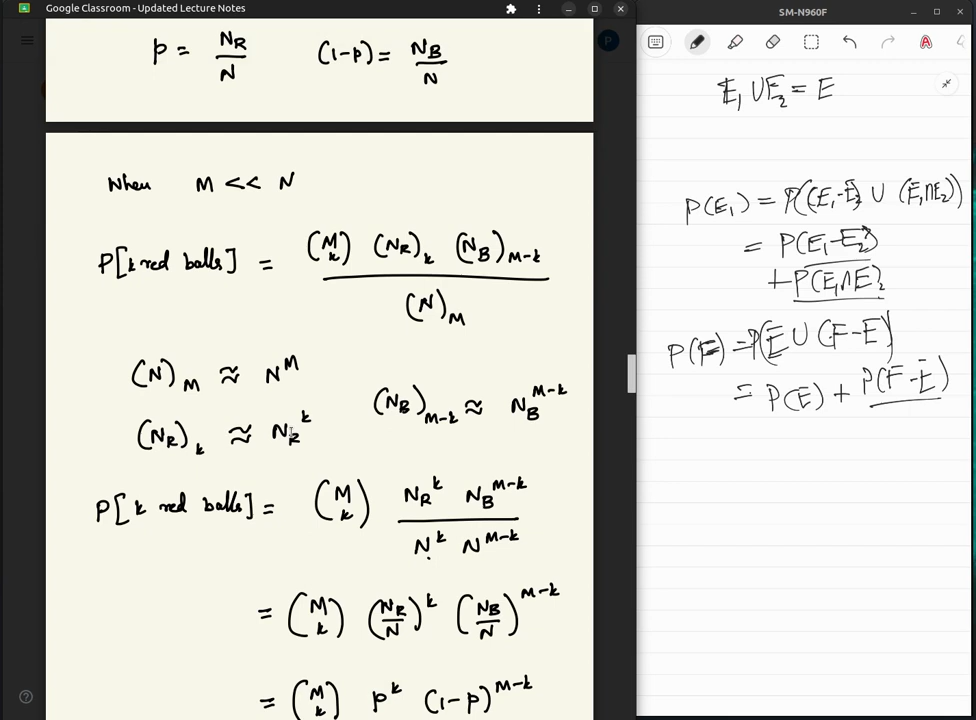 Google Classroom - Updated Lecture Notes
p = N_R / N (1-p) = N_B / N
When M << N
P[k red balls] = (M k) (N_R)_k (N_B)_{M-k} / (N)_M
(N)_M ≈ N^M
(N_B)_{M-k} ≈ N_B^{M-k}
(N_R)_k ≈ N_R^k
P[k red balls] = (M k) N_R^k N_B^{M-k} / N^k N^{M-k}
= (M k) (N_R/N)^k (N_B/N)^{M-k}
= (M k) p^k (1-p)^{M-k}
SM-N960F
E_1 ∪ E_2 = E
P(E_1) = P((E_1-E_2) ∪ (E_1∩E_2))
= P(E_1-E_2)
+ P(E_1∩E_2)
P(F) = P(E ∪ (F-E))
= P(E) + P(F-E)